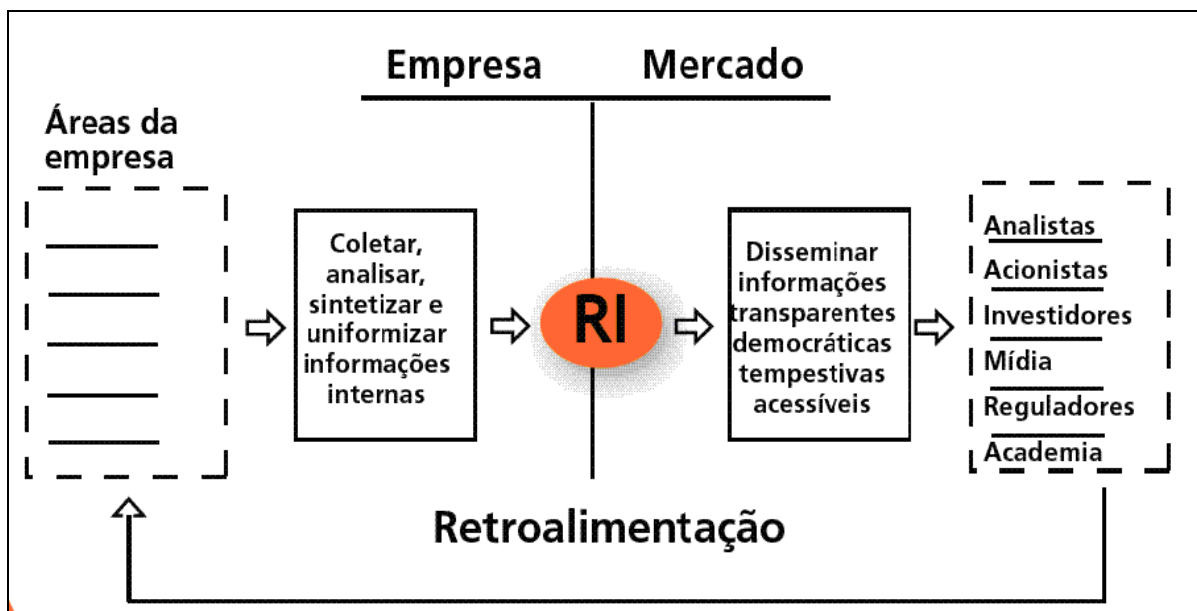 Empresa Mercado
Áreas da
empresa
Coletar,
analisar,
sintetizar e
uniformizar
informações
internas
RI
Disseminar
informações
transparentes
democráticas
tempestivas
acessíveis
Analistas
Acionistas
Investidores
Mídia
Reguladores
Academia
Retroalimentação